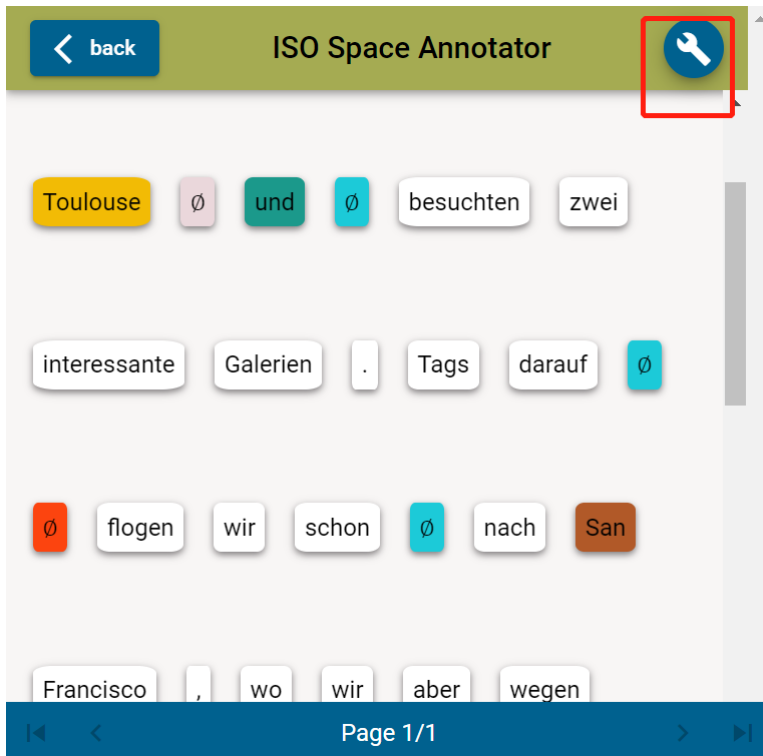 back ISO Space Annotator
Toulouse Ø und Ø besuchten zwei
interessante Galerien . Tags darauf Ø
Ø flogen wir schon Ø nach San
Francisco , wo wir aber wegen
Page 1/1